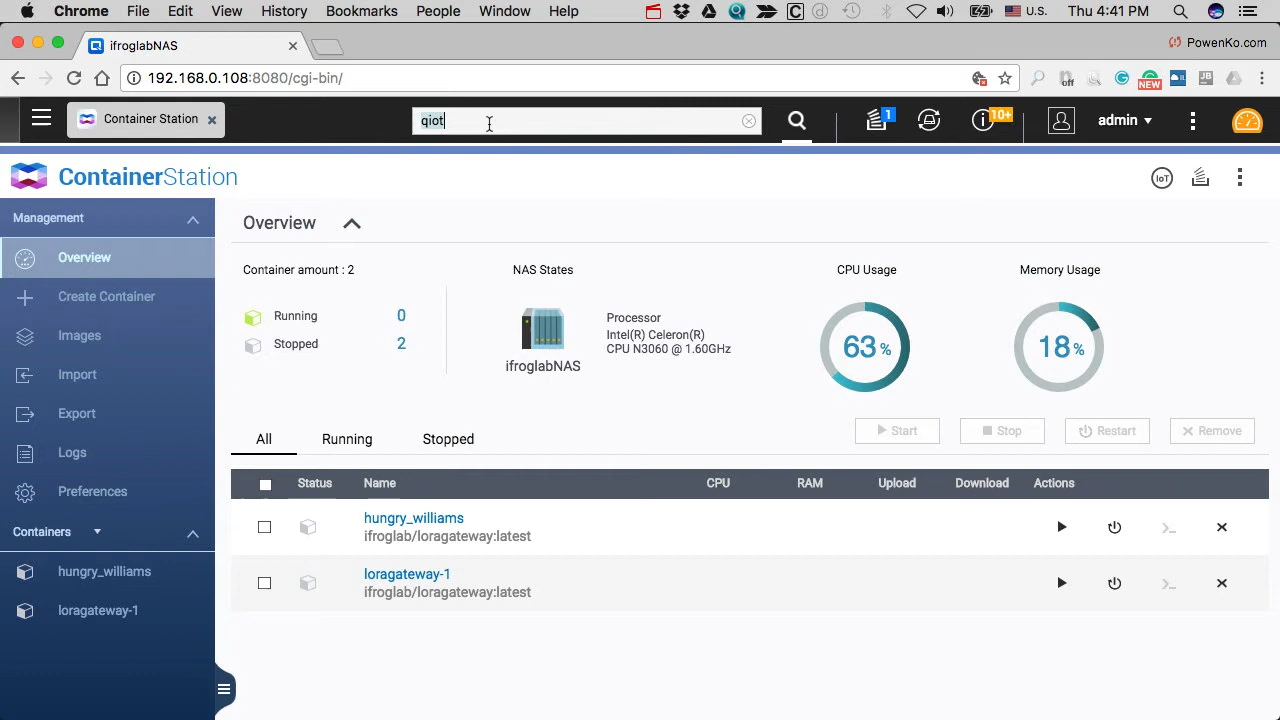 Chrome File Edit View History Bookmarks People Window Help U.S. Thu 4:41 PM
ifroglabNAS PowenKo.com
192.168.0.108:8080/cgi-bin/ off NEW JB
Container Station qiot 1 10+ admin
ContainerStation IoT
Management
Overview
Create Container
Images
Import
Export
Logs
Preferences
Containers
hungry_williams
loragateway-1
Overview
Container amount : 2 NAS States CPU Usage Memory Usage
Running 0
Stopped 2
ifroglabNAS
Processor
Intel(R) Celeron(R)
CPU N3060 @ 1.60GHz
63% 18%
All Running Stopped Start Stop Restart Remove
Status Name CPU RAM Upload Download Actions
hungry_williams
ifroglab/loragateway:latest
loragateway-1
ifroglab/loragateway:latest